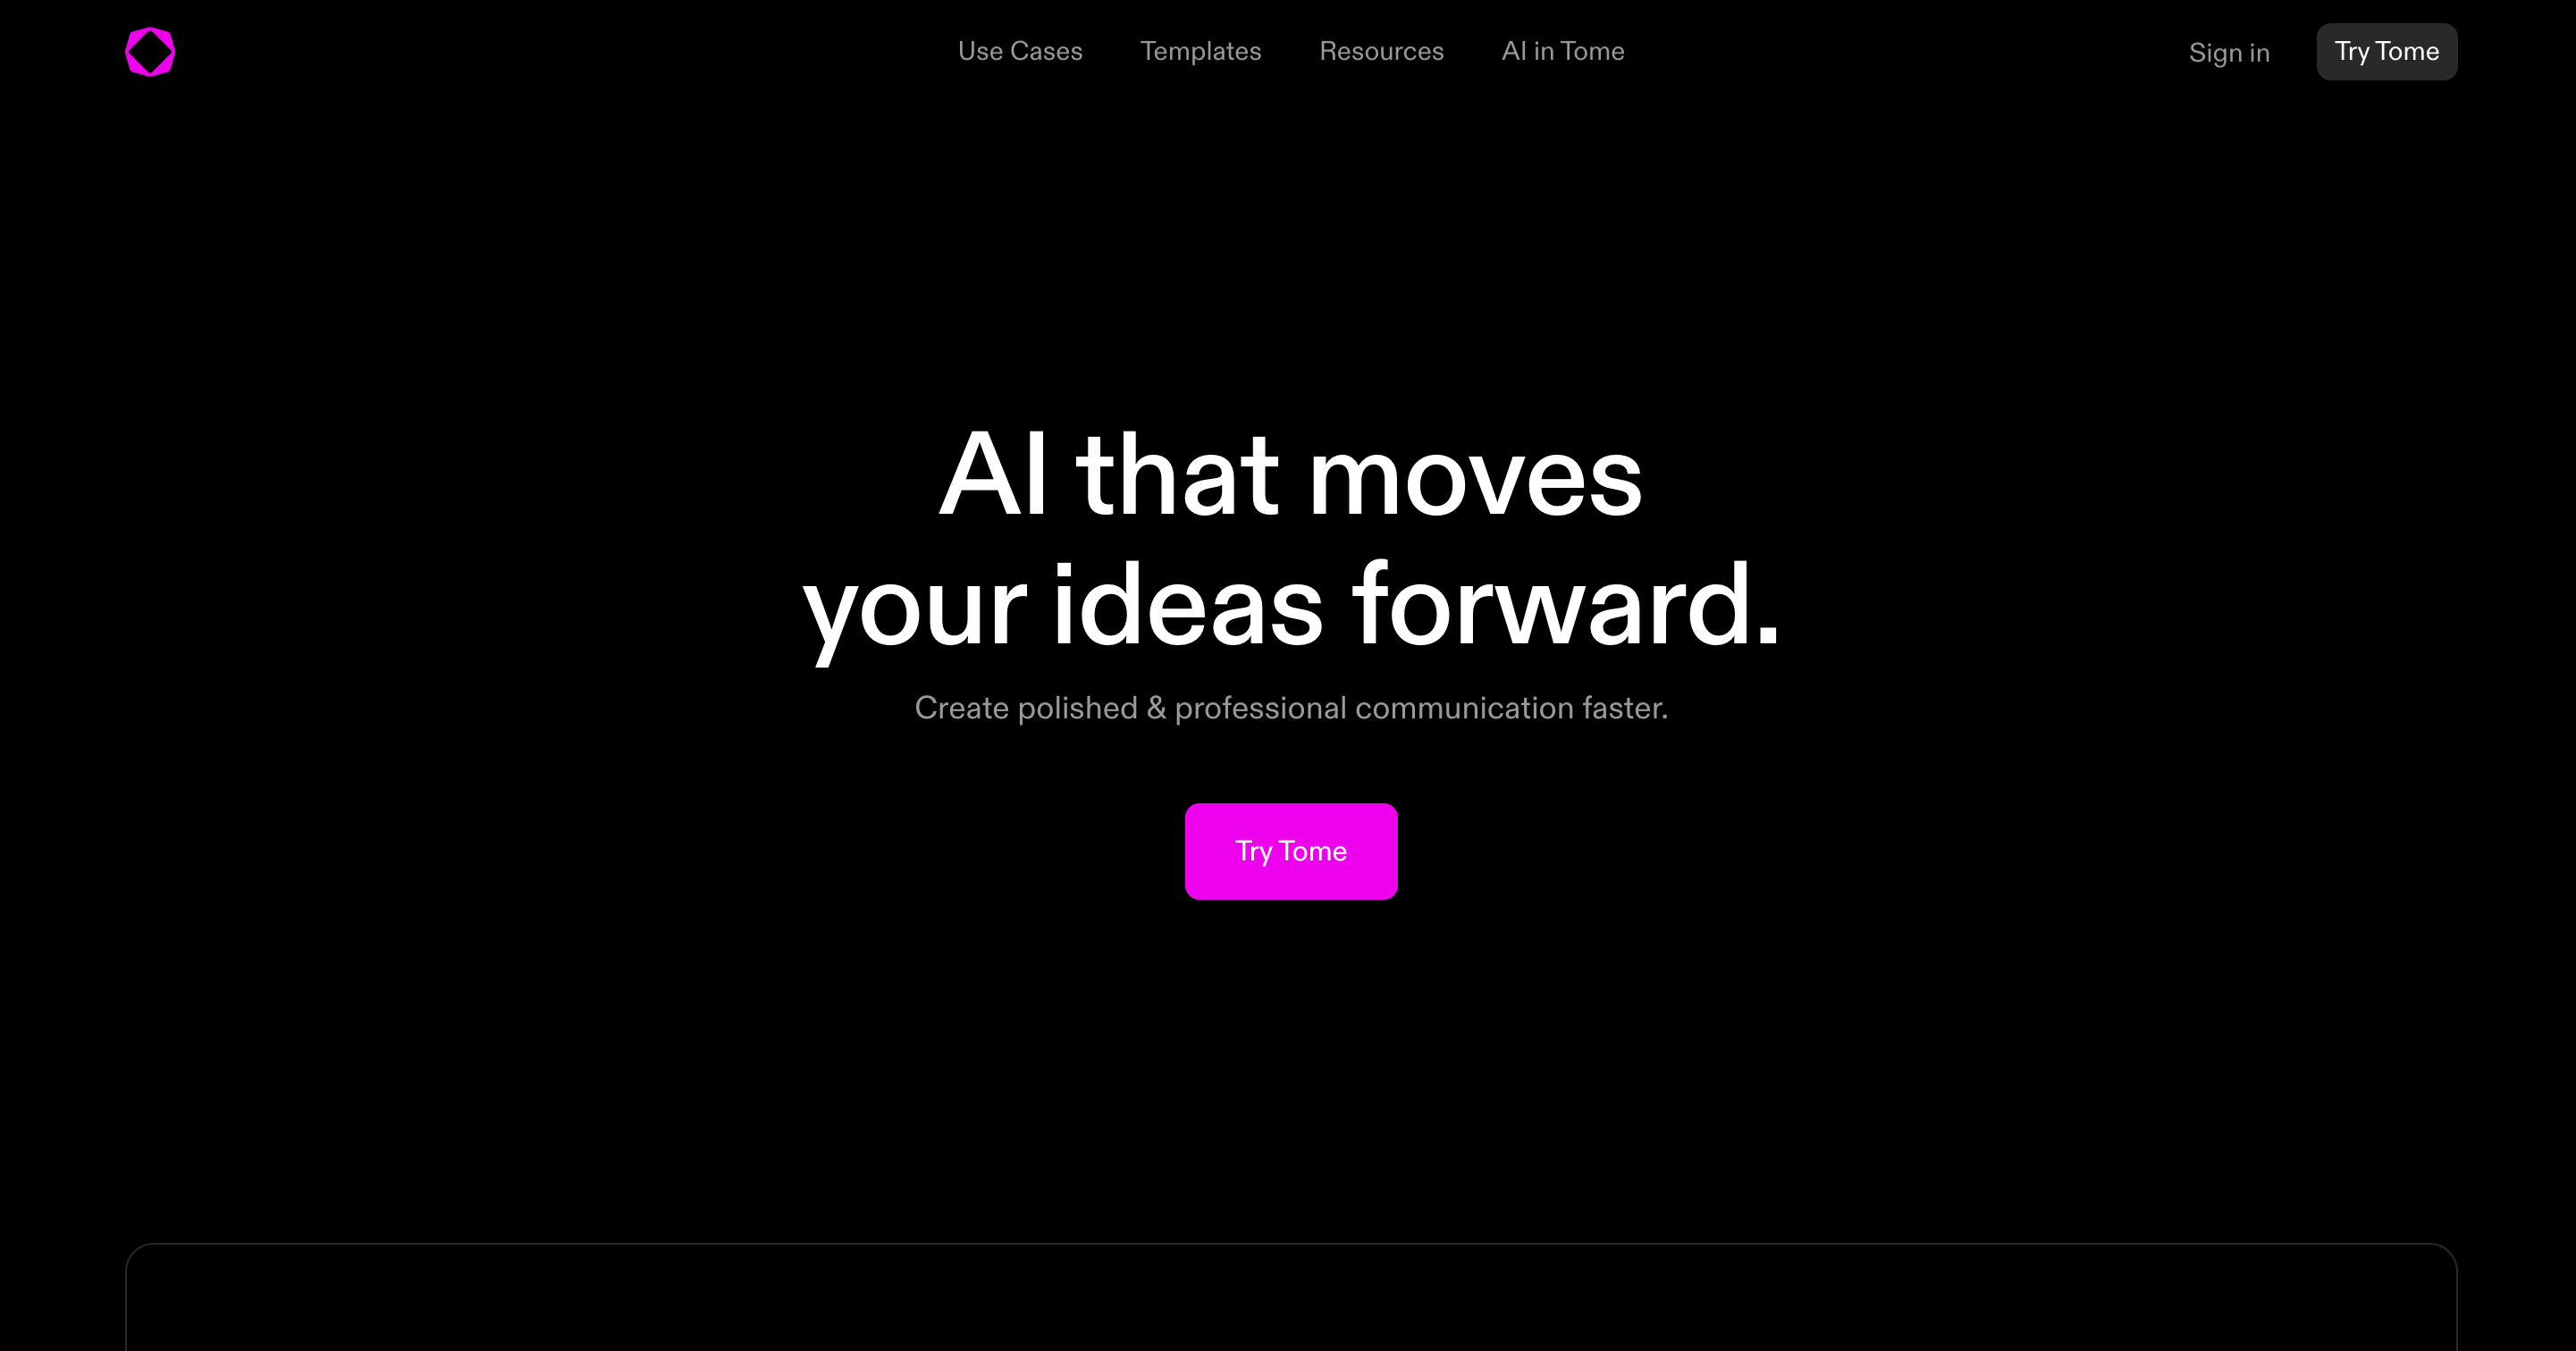 Use Cases Templates Resources AI in Tome Sign in Try Tome
AI that moves
your ideas forward.
Create polished & professional communication faster.
Try Tome